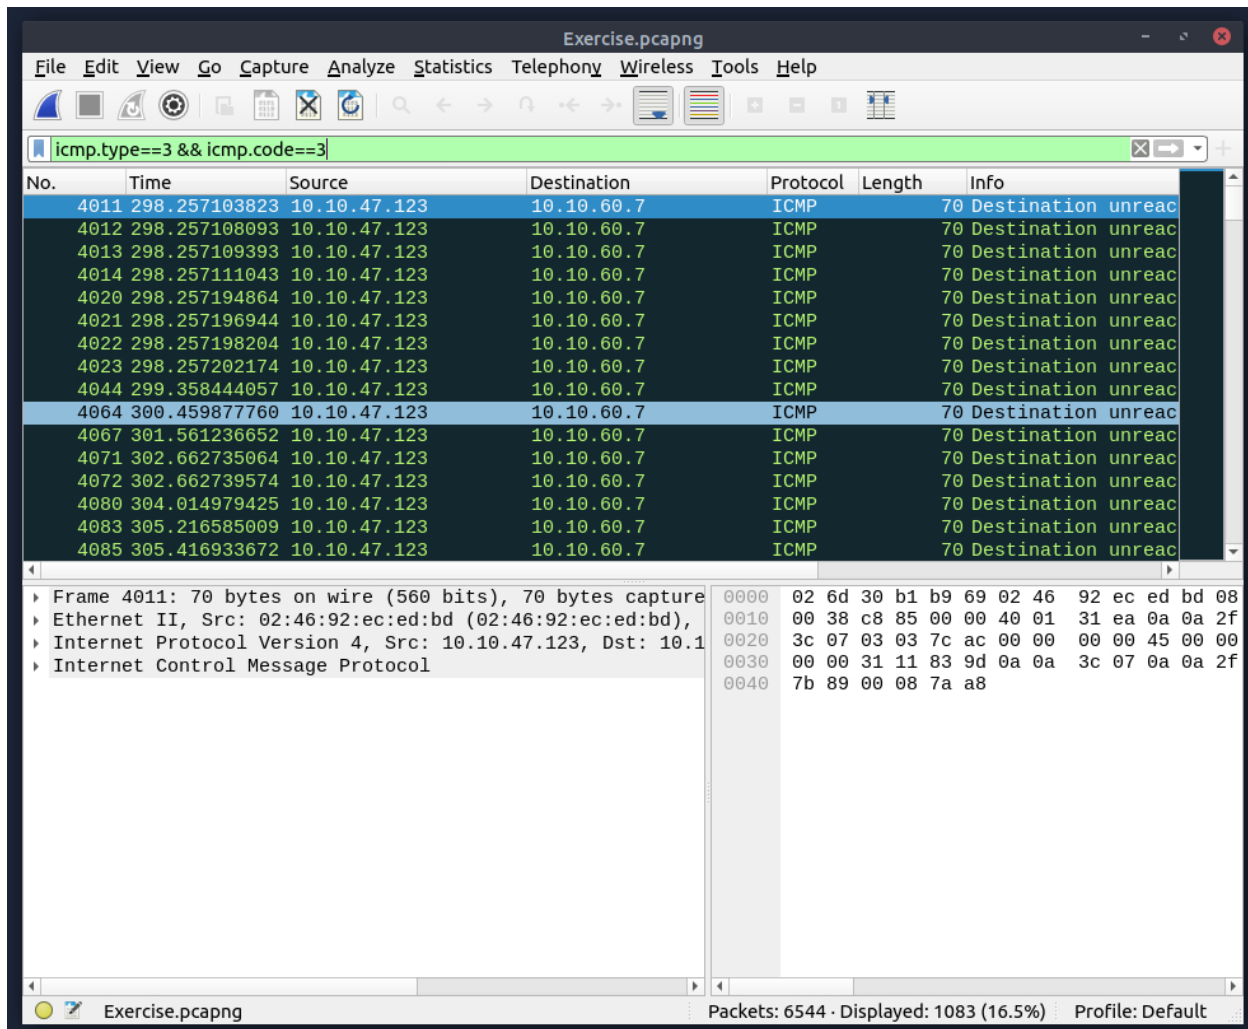 Exercise.pcapng
File Edit View Go Capture Analyze Statistics Telephony Wireless Tools Help
icmp.type==3 && icmp.code==3
No. Time Source Destination Protocol Length Info
4011 298.257103823 10.10.47.123 10.10.60.7 ICMP 70 Destination unreac
4012 298.257108093 10.10.47.123 10.10.60.7 ICMP 70 Destination unreac
4013 298.257109393 10.10.47.123 10.10.60.7 ICMP 70 Destination unreac
4014 298.257111043 10.10.47.123 10.10.60.7 ICMP 70 Destination unreac
4020 298.257194864 10.10.47.123 10.10.60.7 ICMP 70 Destination unreac
4021 298.257196944 10.10.47.123 10.10.60.7 ICMP 70 Destination unreac
4022 298.257198204 10.10.47.123 10.10.60.7 ICMP 70 Destination unreac
4023 298.257202174 10.10.47.123 10.10.60.7 ICMP 70 Destination unreac
4044 299.358444057 10.10.47.123 10.10.60.7 ICMP 70 Destination unreac
4064 300.459877760 10.10.47.123 10.10.60.7 ICMP 70 Destination unreac
4067 301.561236652 10.10.47.123 10.10.60.7 ICMP 70 Destination unreac
4071 302.662735064 10.10.47.123 10.10.60.7 ICMP 70 Destination unreac
4072 302.662739574 10.10.47.123 10.10.60.7 ICMP 70 Destination unreac
4080 304.014979425 10.10.47.123 10.10.60.7 ICMP 70 Destination unreac
4083 305.216585009 10.10.47.123 10.10.60.7 ICMP 70 Destination unreac
4085 305.416933672 10.10.47.123 10.10.60.7 ICMP 70 Destination unreac
Frame 4011: 70 bytes on wire (560 bits), 70 bytes capture
Ethernet II, Src: 02:46:92:ec:ed:bd (02:46:92:ec:ed:bd),
Internet Protocol Version 4, Src: 10.10.47.123, Dst: 10.1
Internet Control Message Protocol
0000 02 6d 30 b1 b9 69 02 46 92 ec ed bd 08
0010 00 38 c8 85 00 00 40 01 31 ea 0a 0a 2f
0020 3c 07 03 03 7c ac 00 00 00 00 45 00 00
0030 00 00 31 11 83 9d 0a 0a 3c 07 0a 0a 2f
0040 7b 89 00 08 7a a8
Exercise.pcapng
Packets: 6544 · Displayed: 1083 (16.5%)
Profile: Default